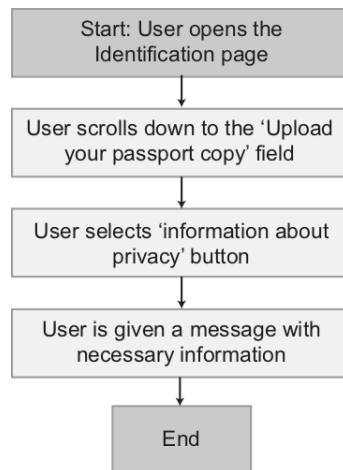 Start: User opens the
Identification page
User scrolls down to the ‘Upload
your passport copy’ field
User selects ‘information about
privacy’ button
User is given a message with
necessary information
End